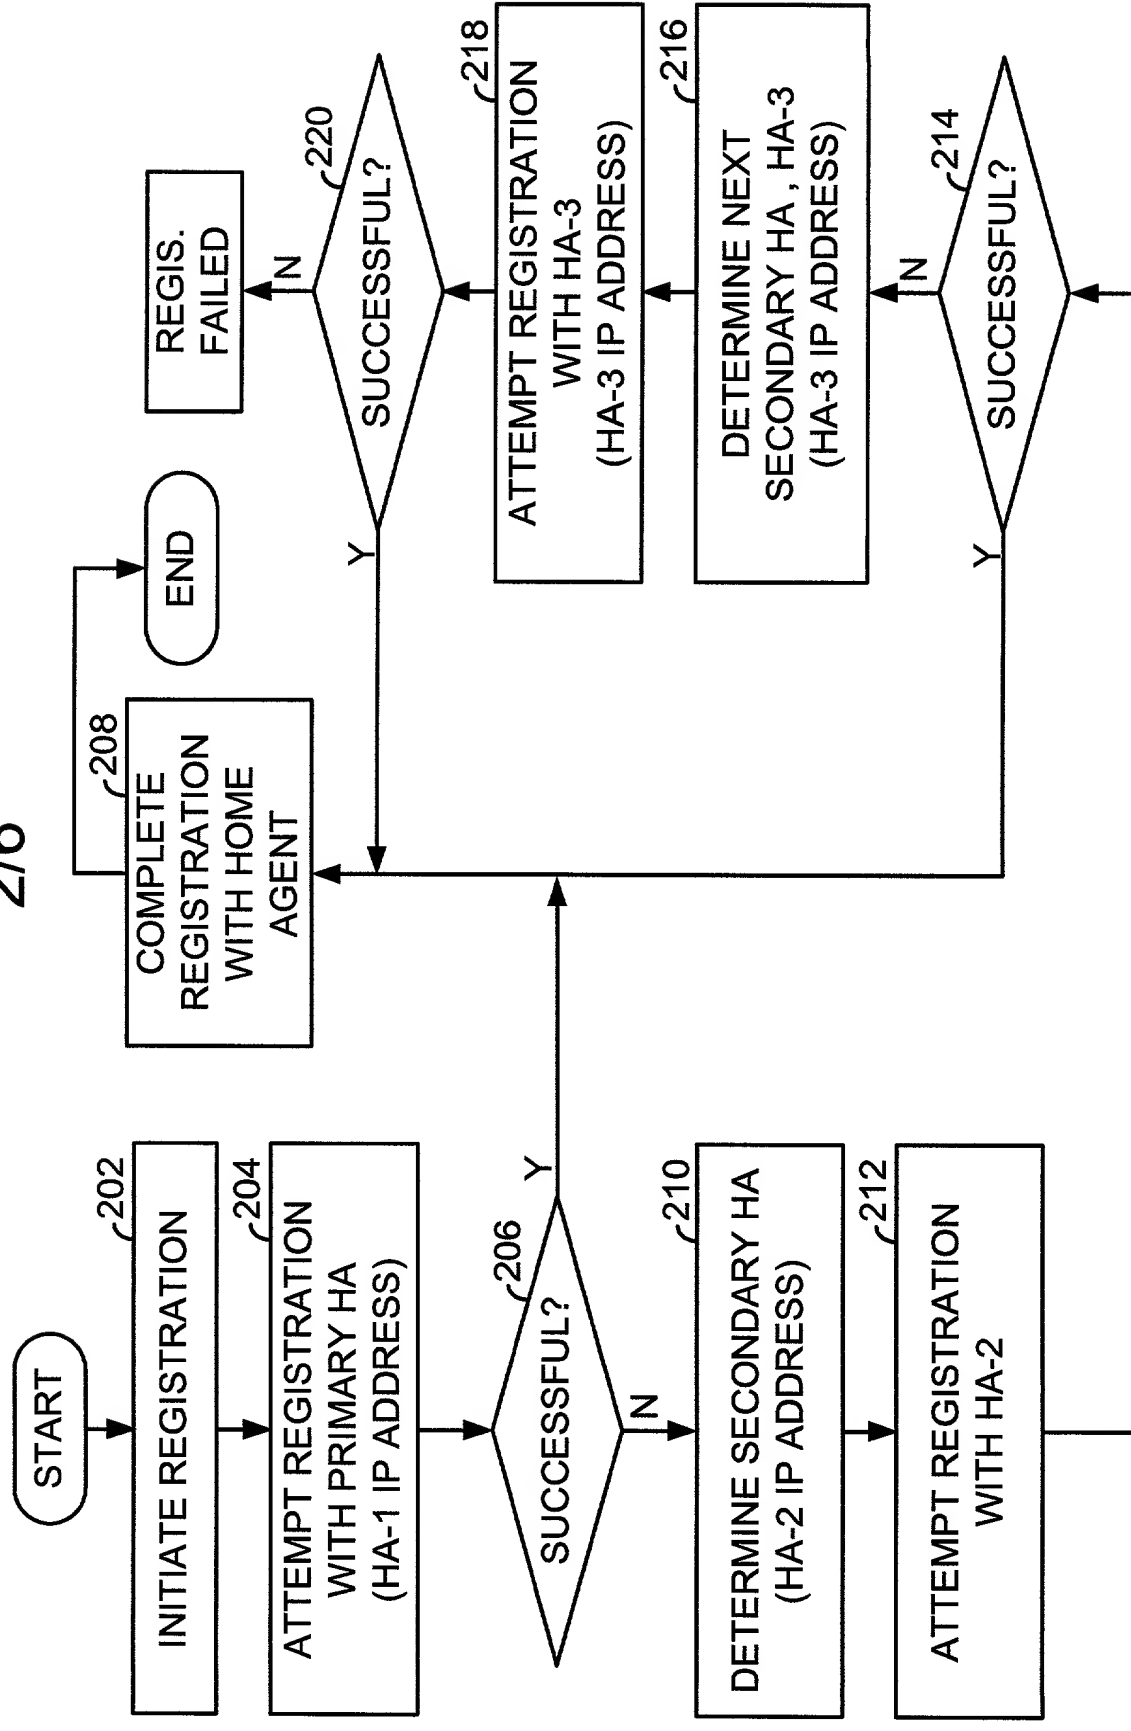 2/6
START
202
INITIATE REGISTRATION
204
ATTEMPT REGISTRATION
WITH PRIMARY HA
(HA-1 IP ADDRESS)
206
SUCCESSFUL?
Y
N
210
DETERMINE SECONDARY HA
(HA-2 IP ADDRESS)
212
ATTEMPT REGISTRATION
WITH HA-2
208
COMPLETE
REGISTRATION
WITH HOME
AGENT
END
REGIS.
FAILED
N
220
SUCCESSFUL?
Y
218
ATTEMPT REGISTRATION
WITH HA-3
(HA-3 IP ADDRESS)
216
DETERMINE NEXT
SECONDARY HA , HA-3
(HA-3 IP ADDRESS)
N
214
SUCCESSFUL?
Y